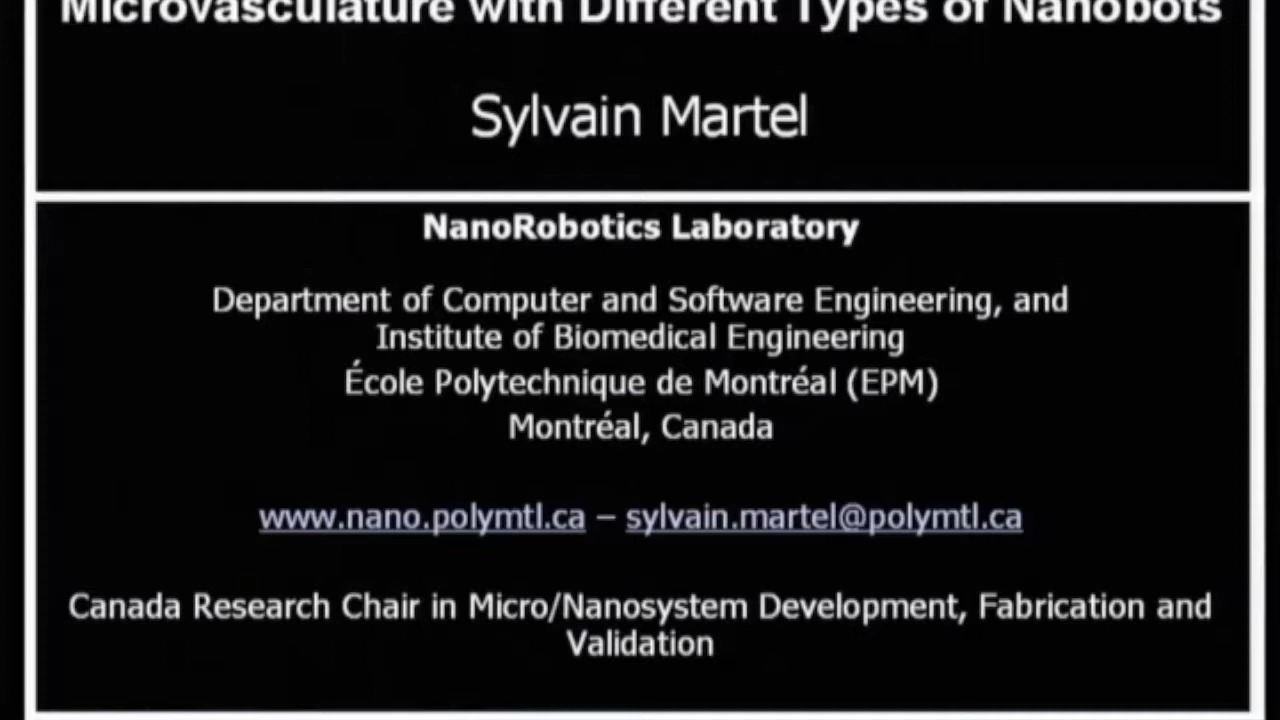 Microvasculature with Different Types of Nanobots
Sylvain Martel
NanoRobotics Laboratory
Department of Computer and Software Engineering, and
Institute of Biomedical Engineering
École Polytechnique de Montréal (EPM)
Montréal, Canada
www.nano.polymtl.ca – sylvain.martel@polymtl.ca
Canada Research Chair in Micro/Nanosystem Development, Fabrication and
Validation